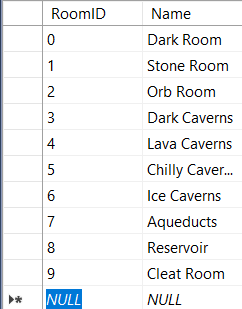 RoomID Name
0 Dark Room
1 Stone Room
2 Orb Room
3 Dark Caverns
4 Lava Caverns
5 Chilly Caver...
6 Ice Caverns
7 Aqueducts
8 Reservoir
9 Cleat Room
NULL NULL